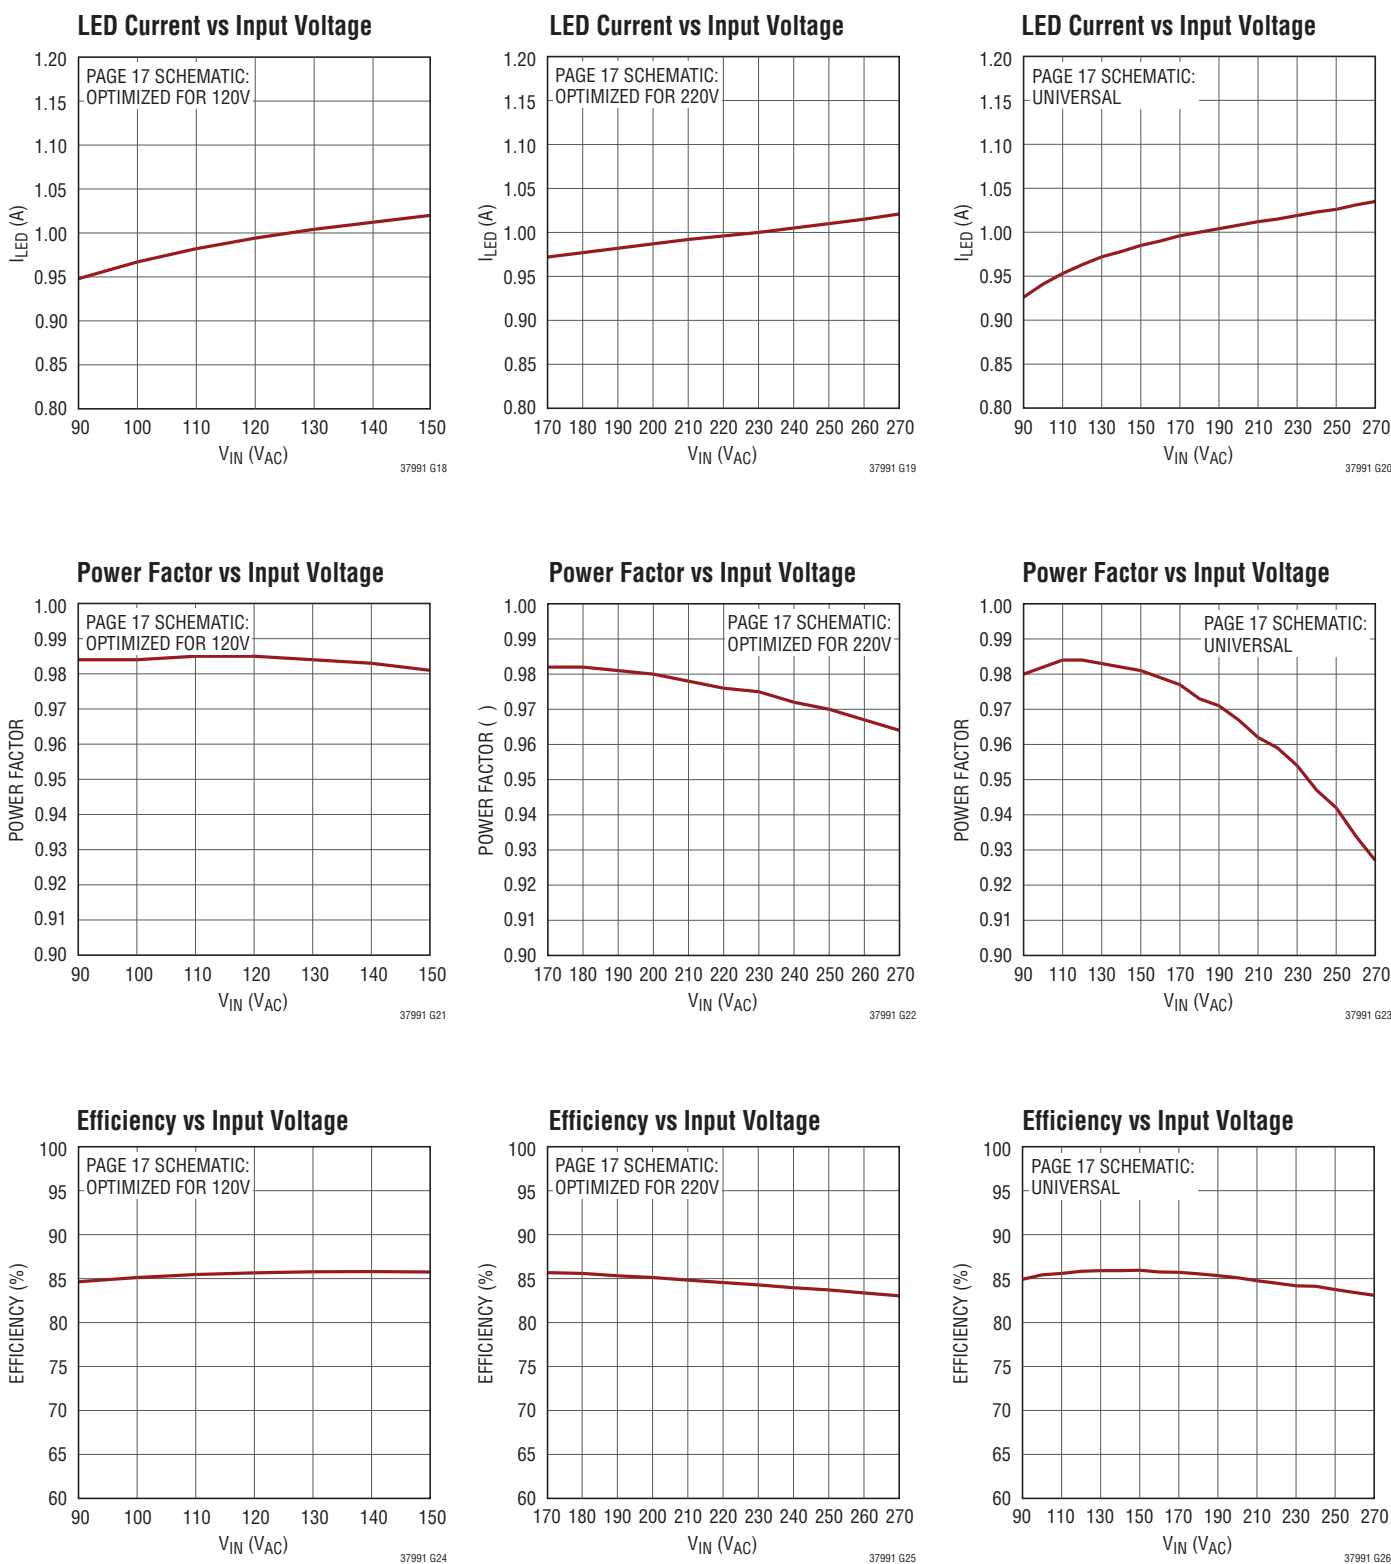 LED Current vs Input Voltage
PAGE 17 SCHEMATIC:
OPTIMIZED FOR 120V
1.20
1.15
1.10
1.05
1.00
0.95
0.90
0.85
0.80
ILED (A)
90 100 110 120 130 140 150
VIN (VAC)
37991 G18
LED Current vs Input Voltage
PAGE 17 SCHEMATIC:
OPTIMIZED FOR 220V
1.20
1.15
1.10
1.05
1.00
0.95
0.90
0.85
0.80
ILED (A)
170 180 190 200 210 220 230 240 250 260 270
VIN (VAC)
37991 G19
LED Current vs Input Voltage
PAGE 17 SCHEMATIC:
UNIVERSAL
1.20
1.15
1.10
1.05
1.00
0.95
0.90
0.85
0.80
ILED (A)
90 110 130 150 170 190 210 230 250 270
VIN (VAC)
37991 G20
Power Factor vs Input Voltage
PAGE 17 SCHEMATIC:
OPTIMIZED FOR 120V
1.00
0.99
0.98
0.97
0.96
0.95
0.94
0.93
0.92
0.91
0.90
POWER FACTOR
90 100 110 120 130 140 150
VIN (VAC)
37991 G21
Power Factor vs Input Voltage
PAGE 17 SCHEMATIC:
OPTIMIZED FOR 220V
1.00
0.99
0.98
0.97
0.96
0.95
0.94
0.93
0.92
0.91
0.90
POWER FACTOR ( )
170 180 190 200 210 220 230 240 250 260 270
VIN (VAC)
37991 G22
Power Factor vs Input Voltage
PAGE 17 SCHEMATIC:
UNIVERSAL
1.00
0.99
0.98
0.97
0.96
0.95
0.94
0.93
0.92
0.91
0.90
POWER FACTOR
90 110 130 150 170 190 210 230 250 270
VIN (VAC)
37991 G23
Efficiency vs Input Voltage
PAGE 17 SCHEMATIC:
OPTIMIZED FOR 120V
100
95
90
85
80
75
70
65
60
EFFICIENCY (%)
90 100 110 120 130 140 150
VIN (VAC)
37991 G24
Efficiency vs Input Voltage
PAGE 17 SCHEMATIC:
OPTIMIZED FOR 220V
100
95
90
85
80
75
70
65
60
EFFICIENCY (%)
170 180 190 200 210 220 230 240 250 260 270
VIN (VAC)
37991 G25
Efficiency vs Input Voltage
PAGE 17 SCHEMATIC:
UNIVERSAL
100
95
90
85
80
75
70
65
60
EFFICIENCY (%)
90 110 130 150 170 190 210 230 250 270
VIN (VAC)
37991 G26